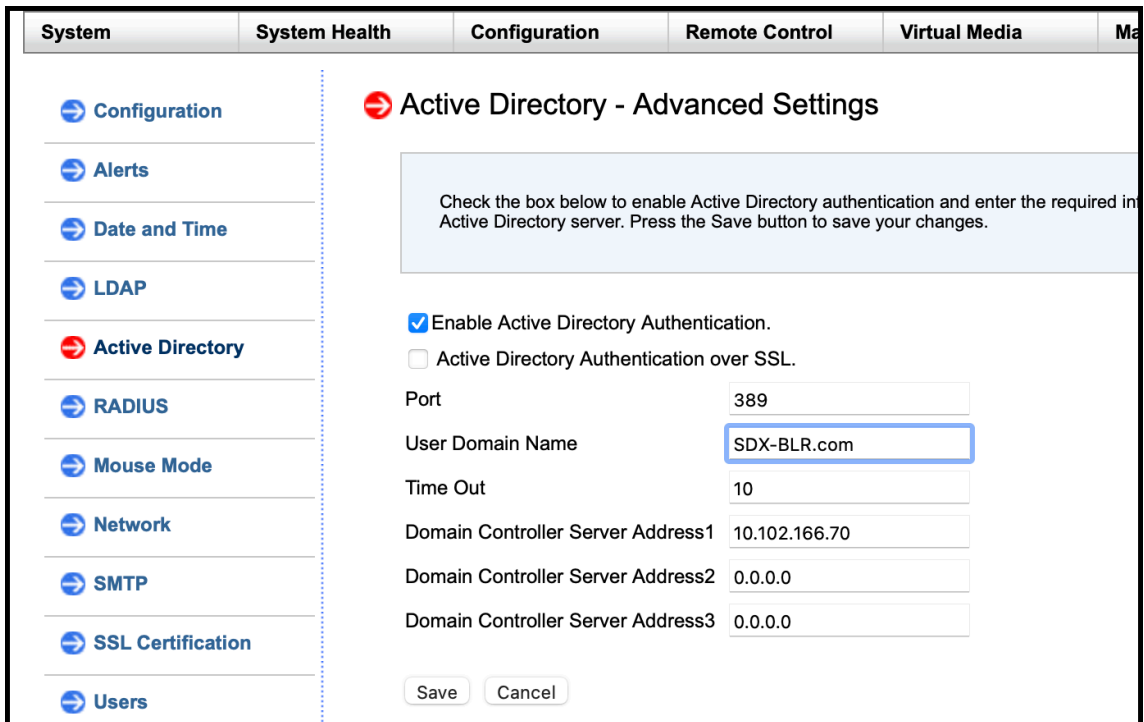 System System Health Configuration Remote Control Virtual Media
Configuration
Alerts
Date and Time
LDAP
Active Directory
RADIUS
Mouse Mode
Network
SMTP
SSL Certification
Users
Active Directory - Advanced Settings
Check the box below to enable Active Directory authentication and enter the required
Active Directory server. Press the Save button to save your changes.
Enable Active Directory Authentication.
Active Directory Authentication over SSL.
Port 389
User Domain Name SDX-BLR.com
Time Out 10
Domain Controller Server Address1 10.102.166.70
Domain Controller Server Address2 0.0.0.0
Domain Controller Server Address3 0.0.0.0
Save Cancel